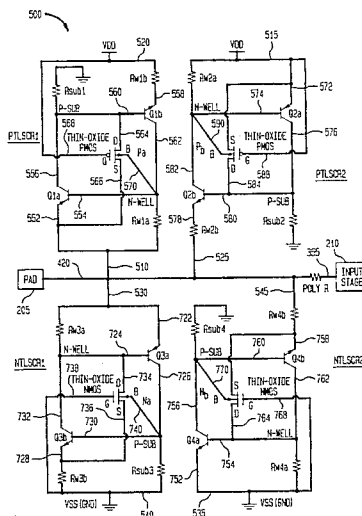 500
VDD 520 515 VDD
Rsub1 Rw1b Rw2a 572
P-SUB 560 558 N-WELL 574
PTLSCR1 568 564 Q1b 590 Q2a
THIN-OXIDE PMOS 562 THIN-OXIDE PMOS 576
D G B S Pa Pb S B G D
556 566 570 582 584 588 PTLSCR2
Q1a N-WELL Q2b P-SUB
552 554 578 580
Rw1a Rw2b Rsub2
525 385 210
PAD 420 510 INPUT STAGE
205 530 545 POLY R
722 Rw4b
Rw3a Rsub4
N-WELL 724 P-SUB 760 758
NTLSCR1 738 Q3a 770 Q4b NTLSCR2
THIN-OXIDE NMOS 734 726 THIN-OXIDE NMOS 762
D G B S Na Nb S B G D
732 736 740 756 764 768
Q3b 730 P-SUB Q4a 754 N-WELL
728 752
Rw3b Rsub3 Rw4a
VSS(GND) 540 535 VSS(GND)